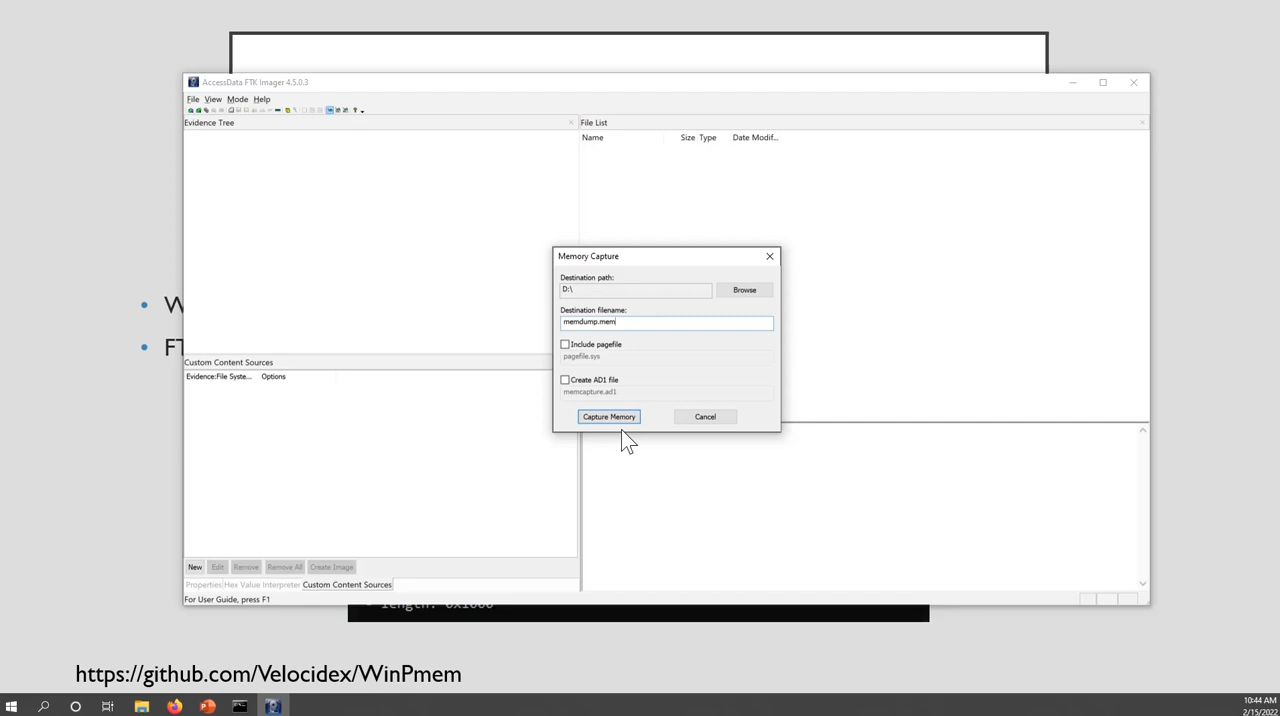 AccessData FTK Imager 4.5.0.3
File View Mode Help
Evidence Tree
File List
Name Size Type Date Modif...
Memory Capture
Destination path:
D:\
Browse
Destination filename:
memdump.mem
Include pagefile
pagefile.sys
Create AD1 file
memcapture.ad1
Capture Memory Cancel
W
FT
Custom Content Sources
Evidence:File Syste... Options
New Edit Remove Remove All Create Image
Properties Hex Value Interpreter Custom Content Sources
For User Guide, press F1
length: 0x1000
https://github.com/Velocidex/WinPmem
10:44 AM
2/15/2022